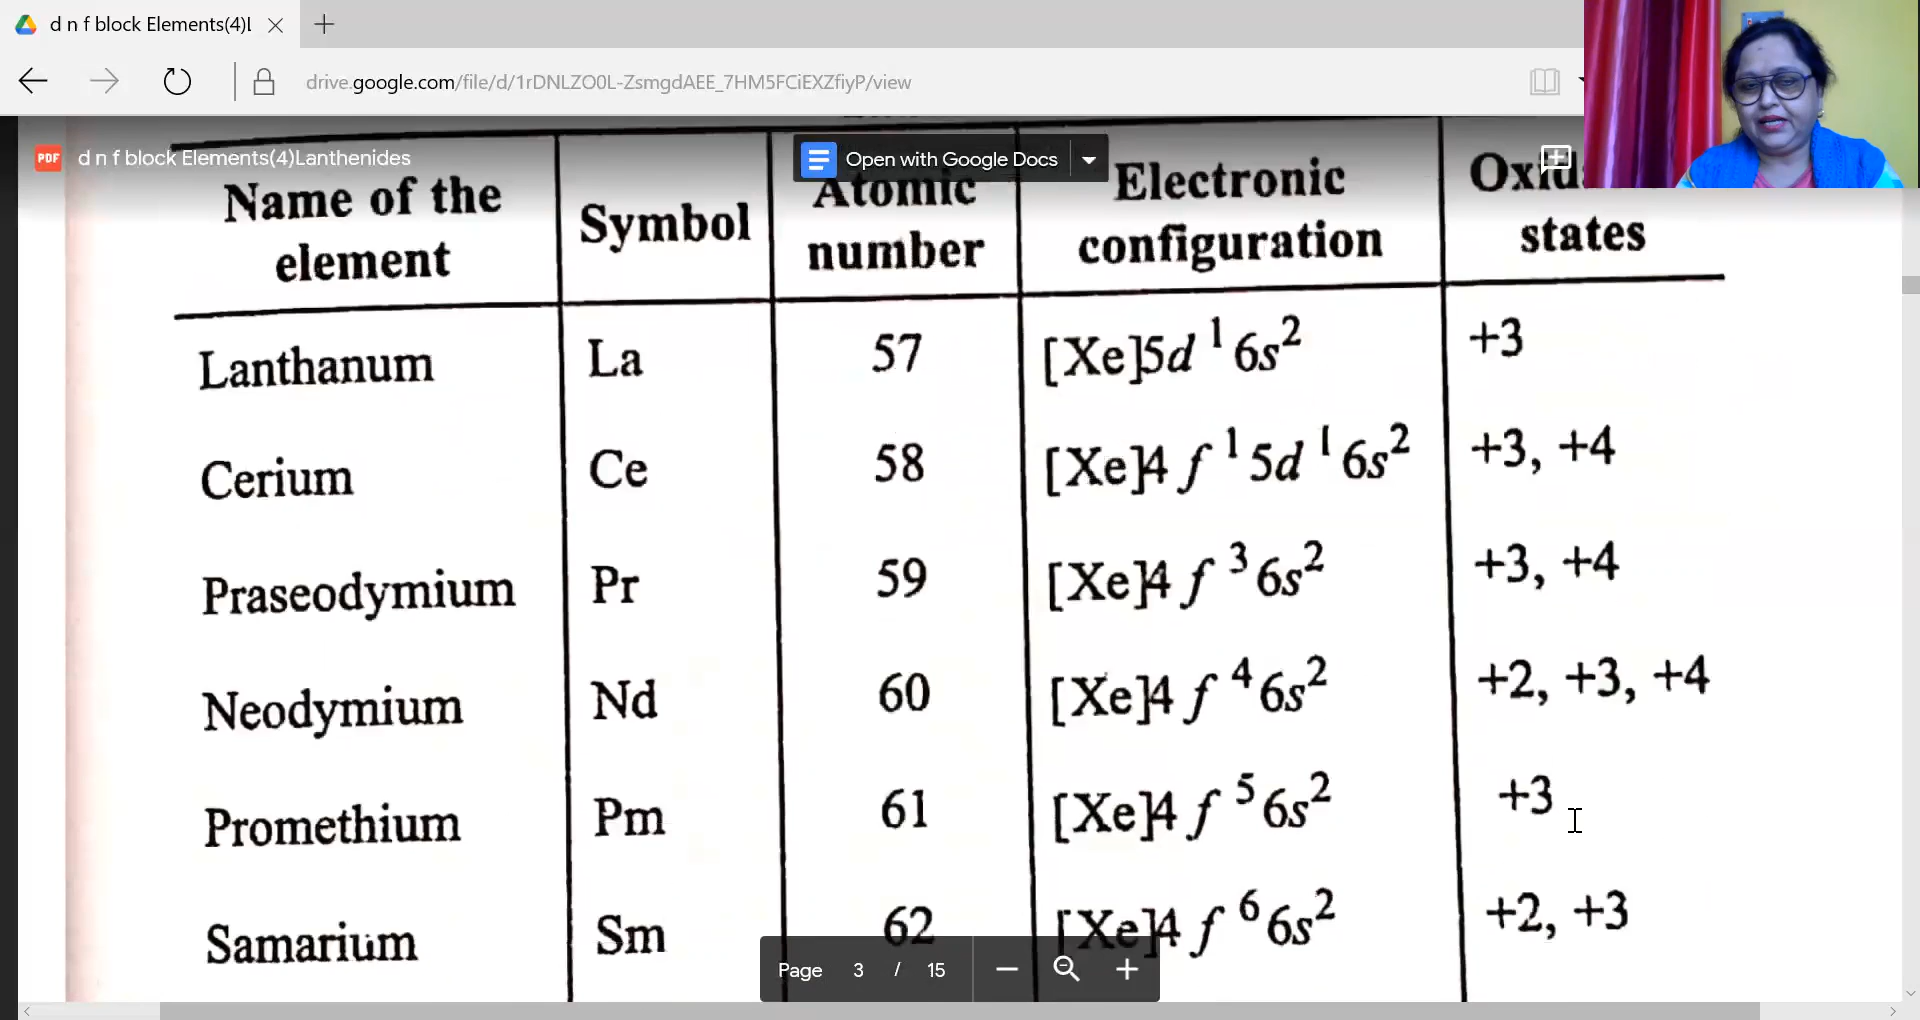 d n f block Elements(4)L
drive.google.com/file/d/1rDNLZO0L-ZsmgdAEE_7HM5FCiEXZfiyP/view
PDF d n f block Elements(4)Lanthenides
Open with Google Docs
Name of the element Symbol Atomic number Electronic configuration states
Lanthanum La 57 [Xe]5d¹6s² +3
Cerium Ce 58 [Xe]4f¹5d¹6s² +3, +4
Praseodymium Pr 59 [Xe]4f³6s² +3, +4
Neodymium Nd 60 [Xe]4f⁴6s² +2, +3, +4
Promethium Pm 61 [Xe]4f⁵6s² +3
Samarium Sm 62 [Xe]4f⁶6s² +2, +3
Page 3 / 15